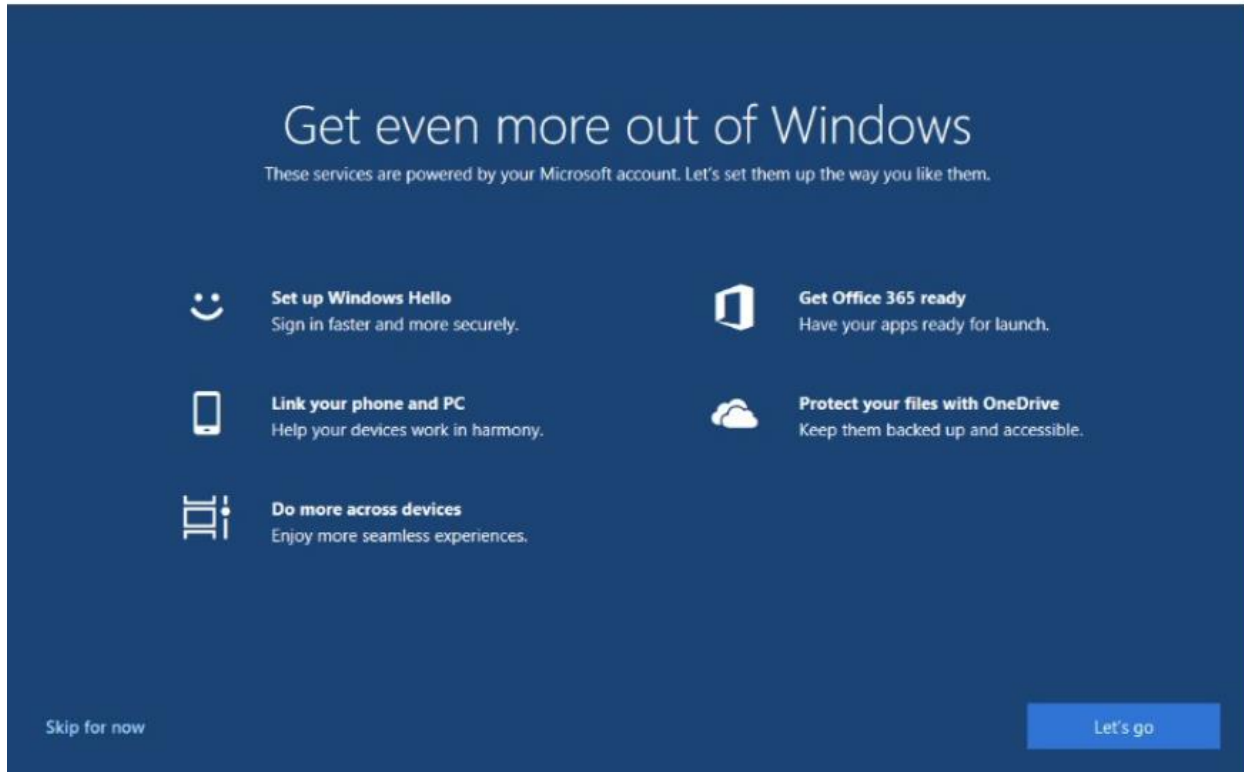 Get even more out of Windows
These services are powered by your Microsoft account. Let's set them up the way you like them.
Set up Windows Hello
Sign in faster and more securely.
Link your phone and PC
Help your devices work in harmony.
Do more across devices
Enjoy more seamless experiences.
Get Office 365 ready
Have your apps ready for launch.
Protect your files with OneDrive
Keep them backed up and accessible.
Skip for now
Let's go